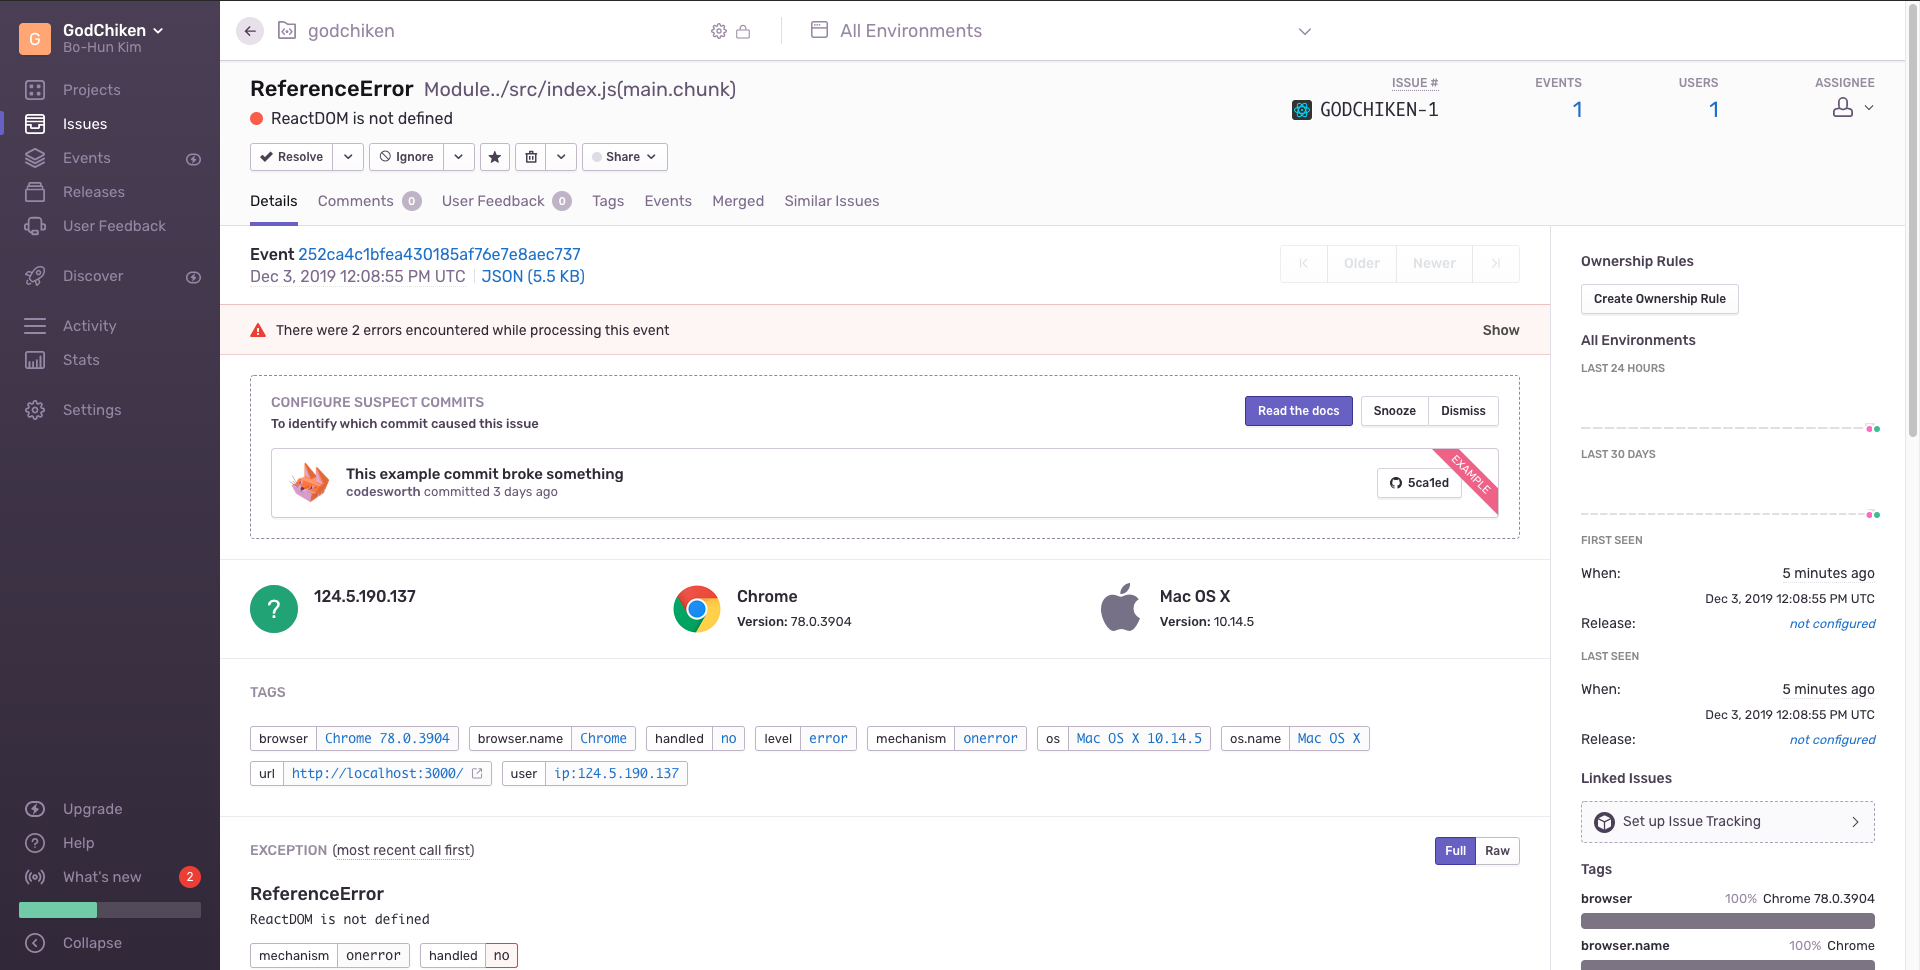 G
GodChiken
Bo-Hun Kim
Projects
Issues
Events
Releases
User Feedback
Discover
Activity
Stats
Settings
Upgrade
? Help
What's new 2
Collapse
godchiken
All Environments
ReferenceError Module../src/index.js(main.chunk)
ReactDOM is not defined
ISSUE # EVENTS USERS ASSIGNEE
GODCHIKEN-1 1 1
Resolve Ignore Share
Details Comments 0 User Feedback 0 Tags Events Merged Similar Issues
Event 252ca4c1bfea430185af76e7e8aec737
Dec 3, 2019 12:08:55 PM UTC JSON (5.5 KB)
Older Newer
There were 2 errors encountered while processing this event Show
CONFIGURE SUSPECT COMMITS
To identify which commit caused this issue
Read the docs Snooze Dismiss
This example commit broke something
codesworth committed 3 days ago
5ca1ed
EXAMPLE
? 124.5.190.137
Chrome
Version: 78.0.3904
Mac OS X
Version: 10.14.5
TAGS
browser Chrome 78.0.3904 browser.name Chrome handled no level error mechanism onerror os Mac OS X 10.14.5 os.name Mac OS X
url http://localhost:3000/ user ip:124.5.190.137
EXCEPTION (most recent call first) Full Raw
ReferenceError
ReactDOM is not defined
mechanism onerror handled no
Ownership Rules
Create Ownership Rule
All Environments
LAST 24 HOURS
LAST 30 DAYS
FIRST SEEN
When: 5 minutes ago
Dec 3, 2019 12:08:55 PM UTC
Release: not configured
LAST SEEN
When: 5 minutes ago
Dec 3, 2019 12:08:55 PM UTC
Release: not configured
Linked Issues
Set up Issue Tracking
Tags
browser 100% Chrome 78.0.3904
browser.name 100% Chrome